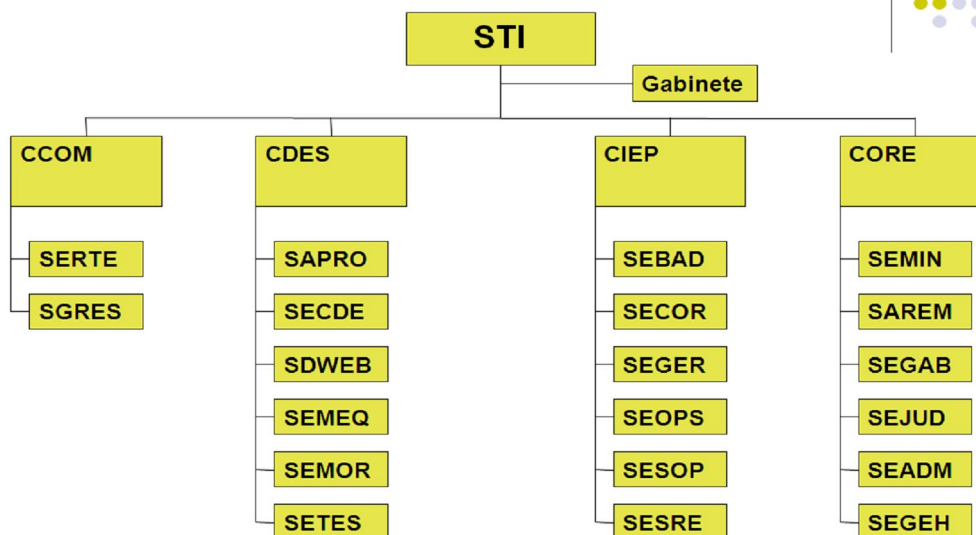 STI
Gabinete
CCOM
CDES
CIEP
CORE
SERTE
SAPRO
SEBAD
SEMIN
SGRES
SECDE
SECOR
SAREM
SDWEB
SEGER
SEGAB
SEMEQ
SEOPS
SEJUD
SEMOR
SESOP
SEADM
SETES
SESRE
SEGEH